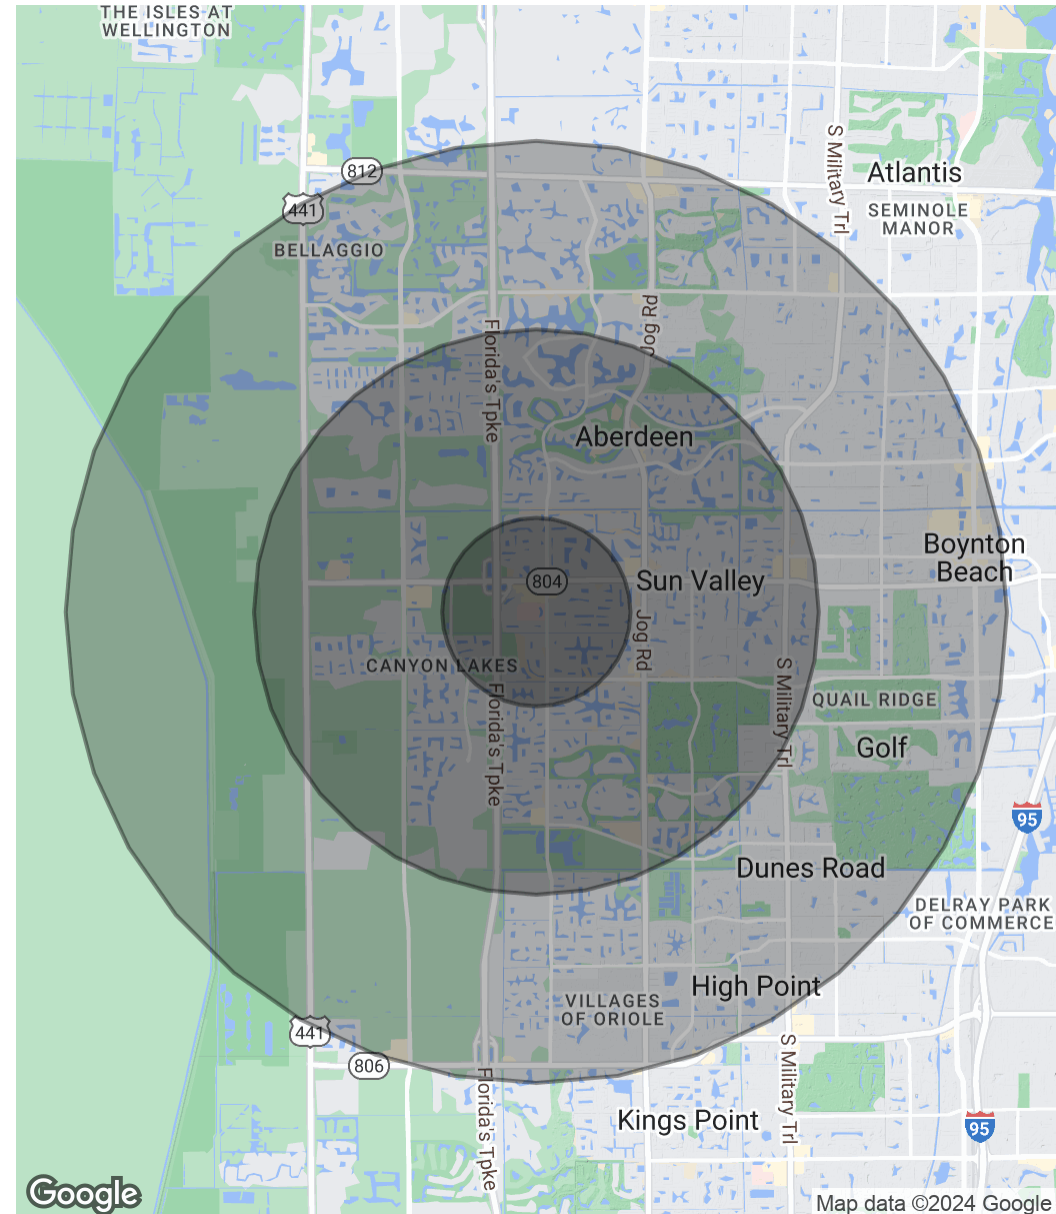 THE ISLES AT
WELLINGTON
S Military Trl
812
Atlantis
441
SEMINOLE
MANOR
BELLAGGIO
Jog Rd
Florida's Tpke
Aberdeen
Boynton
Beach
804
Sun Valley
Jog Rd
CANYON LAKES
S Military Trl
QUAIL RIDGE
Florida's Tpke
Golf
95
Dunes Road
DELRAY PARK
OF COMMERCE
High Point
VILLAGES
OF ORIOLE
441
806
S Military Trl
Florida's Tpke
Kings Point
95
Google
Map data ©2024 Google